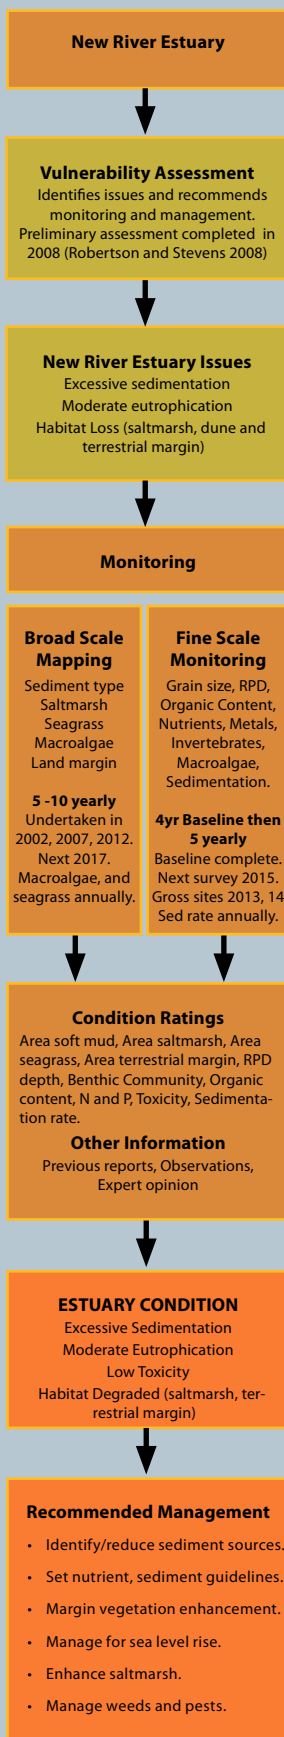 New River Estuary
Vulnerability Assessment
Identifies issues and recommends
monitoring and management.
Preliminary assessment completed in
2008 (Robertson and Stevens 2008)
New River Estuary Issues
Excessive sedimentation
Moderate eutrophication
Habitat Loss (saltmarsh, dune and
terrestrial margin)
Monitoring
Broad Scale
Mapping
Sediment type
Saltmarsh
Seagrass
Macroalgae
Land margin
5 -10 yearly
Undertaken in
2002, 2007, 2012.
Next 2017.
Macroalgae, and
seagrass annually.
Fine Scale
Monitoring
Grain size, RPD,
Organic Content,
Nutrients, Metals,
Invertebrates,
Macroalgae,
Sedimentation.
4yr Baseline then
5 yearly
Baseline complete.
Next survey 2015.
Gross sites 2013, 14
Sed rate annually.
Condition Ratings
Area soft mud, Area saltmarsh, Area
seagrass, Area terrestrial margin, RPD
depth, Benthic Community, Organic
content, N and P, Toxicity, Sedimenta-
tion rate.
Other Information
Previous reports, Observations,
Expert opinion
ESTUARY CONDITION
Excessive Sedimentation
Moderate Eutrophication
Low Toxicity
Habitat Degraded (saltmarsh, ter-
restrial margin)
Recommended Management
• Identify/reduce sediment sources.
• Set nutrient, sediment guidelines.
• Margin vegetation enhancement.
• Manage for sea level rise.
• Enhance saltmarsh.
• Manage weeds and pests.